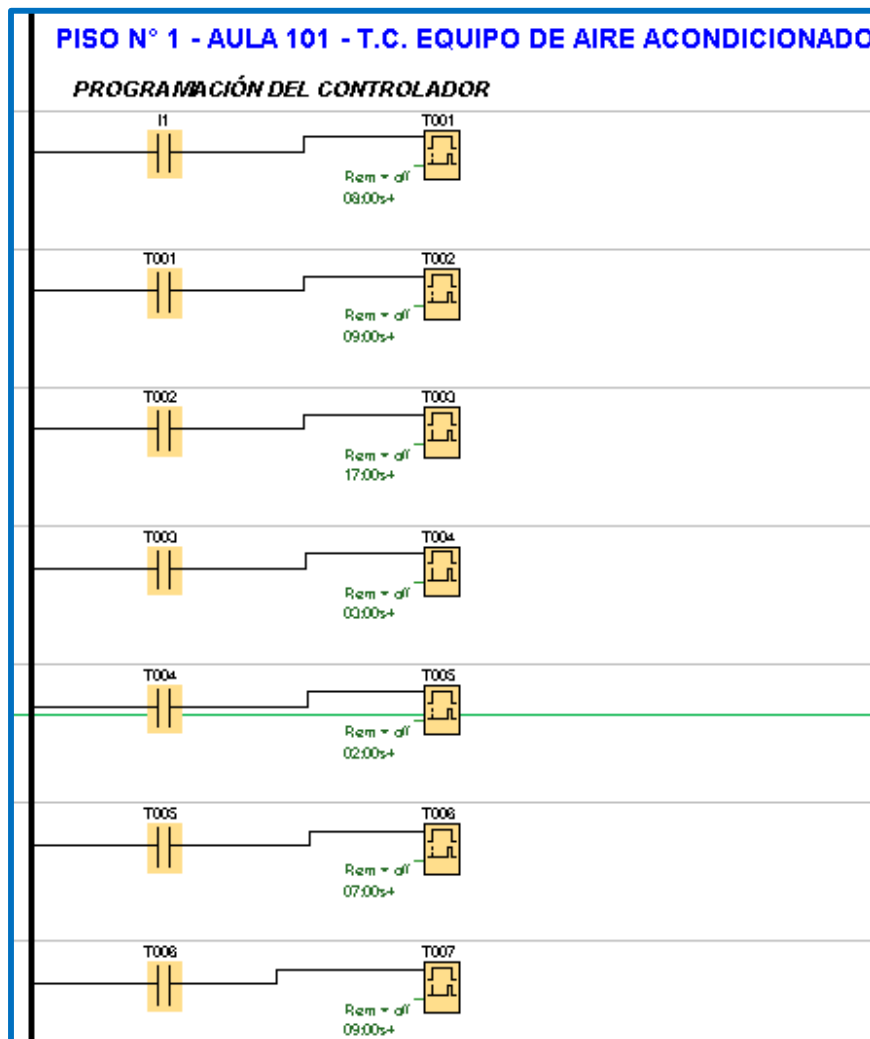 PISO N° 1 - AULA 101 - T.C. EQUIPO DE AIRE ACONDICIONADO
PROGRAMACIÓN DEL CONTROLADOR
I1 T001
Rem = off
08:00s+
T001 T002
Rem = off
09:00s+
T002 T003
Rem = off
17:00s+
T003 T004
Rem = off
03:00s+
T004 T005
Rem = off
02:00s+
T005 T006
Rem = off
07:00s+
T006 T007
Rem = off
09:00s+